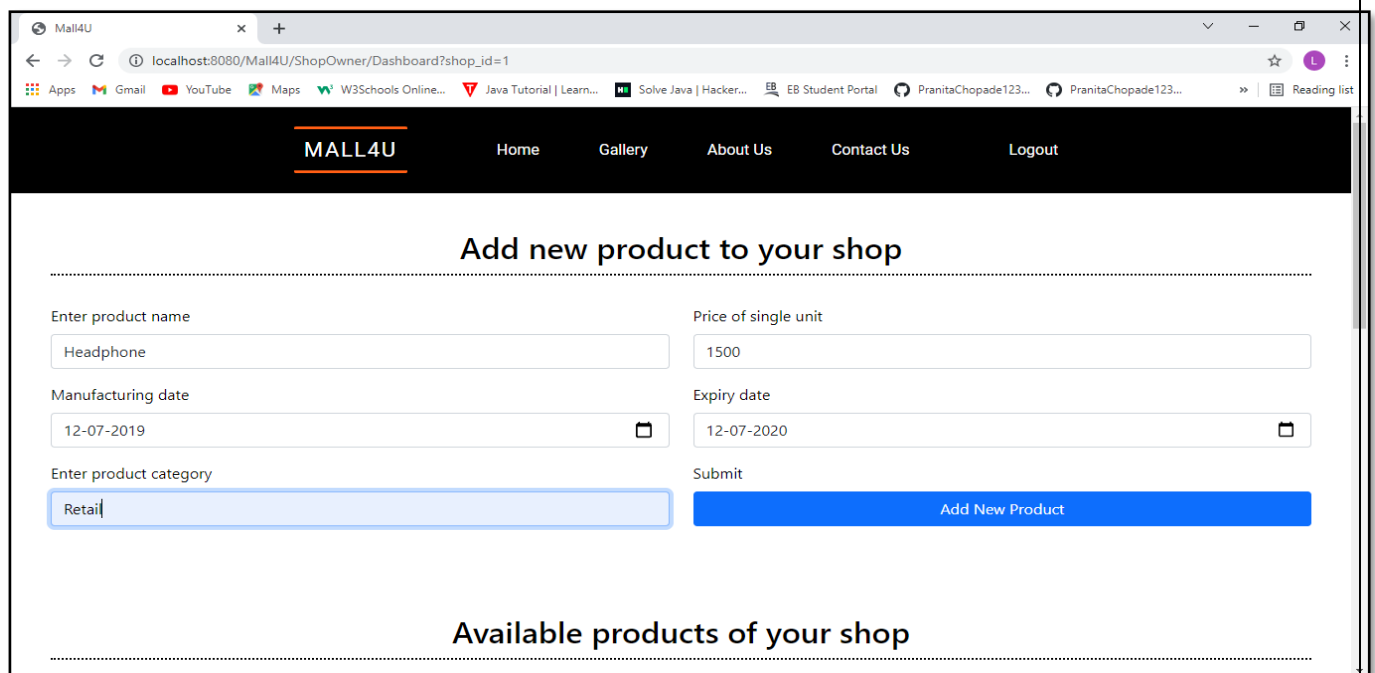 Mall4U
localhost:8080/Mall4U/ShopOwner/Dashboard?shop_id=1
Apps Gmail YouTube Maps W3Schools Online... Java Tutorial | Learn... Solve Java | Hacker... EB Student Portal PranitaChopade123... PranitaChopade123... » Reading list
L
MALL4U Home Gallery About Us Contact Us Logout
Add new product to your shop
Enter product name Price of single unit
Headphone 1500
Manufacturing date Expiry date
12-07-2019 12-07-2020
Enter product category Submit
Retail Add New Product
Available products of your shop